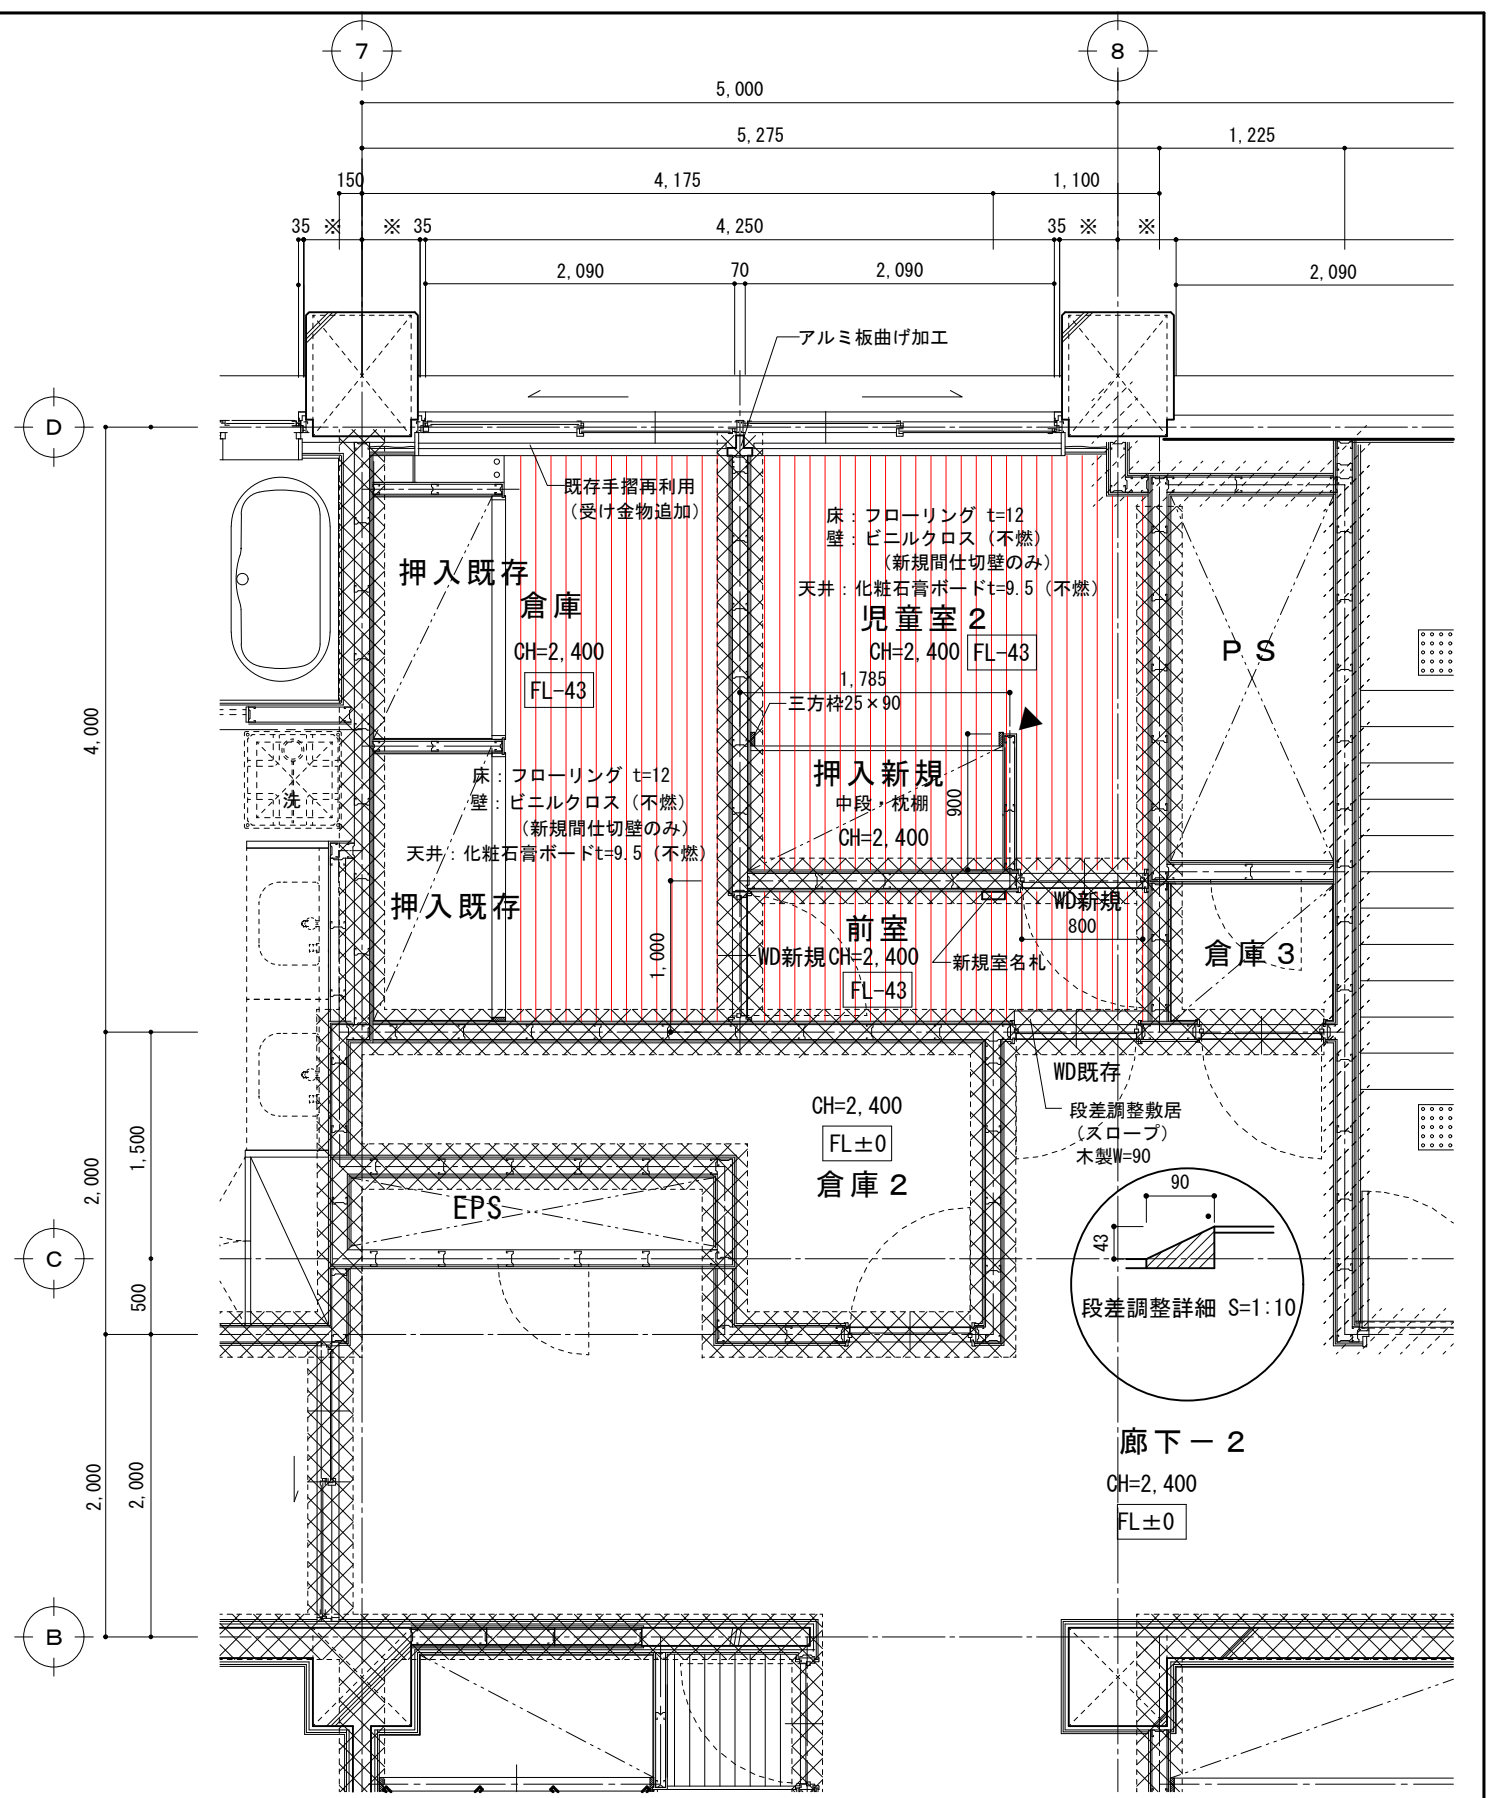 7
8
5,000
5,275
1,225
150
4,175
1,100
35
※
※
35
4,250
35
※
※
2,090
70
2,090
2,090
アルミ板曲げ加工
D
既存手摺再利用
(受け金物追加)
床:フローリング t=12
壁:ビニルクロス(不燃)
(新規間仕切壁のみ)
天井:化粧石膏ボードt=9.5(不燃)
押入既存
倉庫
CH=2,400
FL-43
児童室2
CH=2,400
FL-43
PS
1,785
三方枠25×90
4,000
押入新規
中段・枕棚
CH=2,400
900
洗
床:フローリング t=12
壁:ビニルクロス(不燃)
(新規間仕切壁のみ)
天井:化粧石膏ボードt=9.5(不燃)
押入既存
1,000
前室
WD新規
CH=2,400
FL-43
新規室名札
WD新規
800
倉庫3
WD既存
段差調整敷居
(スロープ)
木製W=90
CH=2,400
FL±0
倉庫2
2,000
1,500
EPS
90
43
段差調整詳細 S=1:10
C
500
廊下-2
CH=2,400
FL±0
2,000
2,000
B